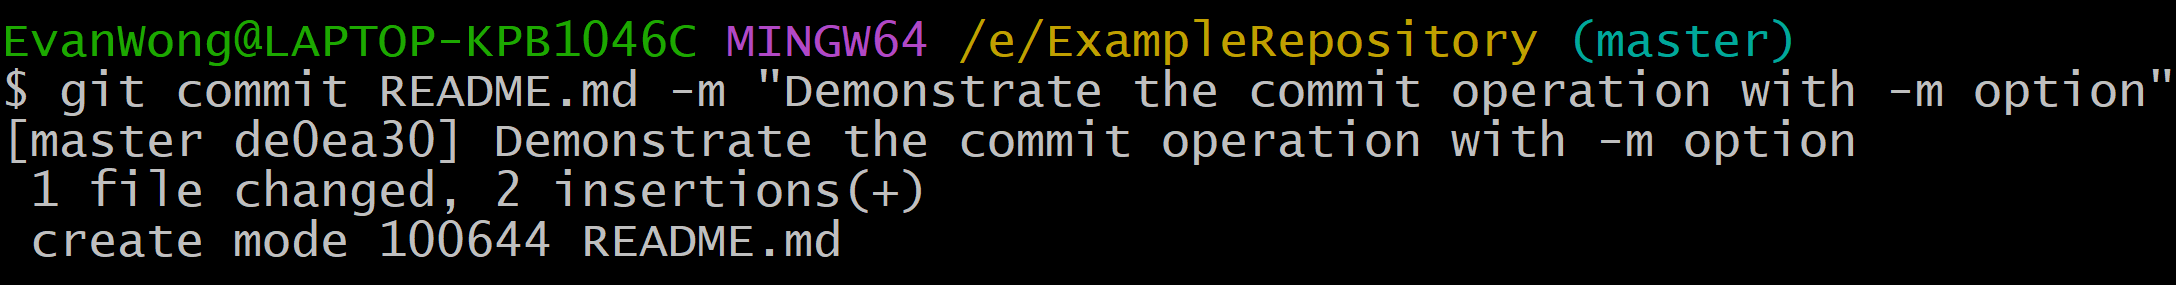 EvanWong@LAPTOP-KPB1046C MINGW64 /e/ExampleRepository (master)
$ git commit README.md -m "Demonstrate the commit operation with -m option"
[master de0ea30] Demonstrate the commit operation with -m option
 1 file changed, 2 insertions(+)
 create mode 100644 README.md